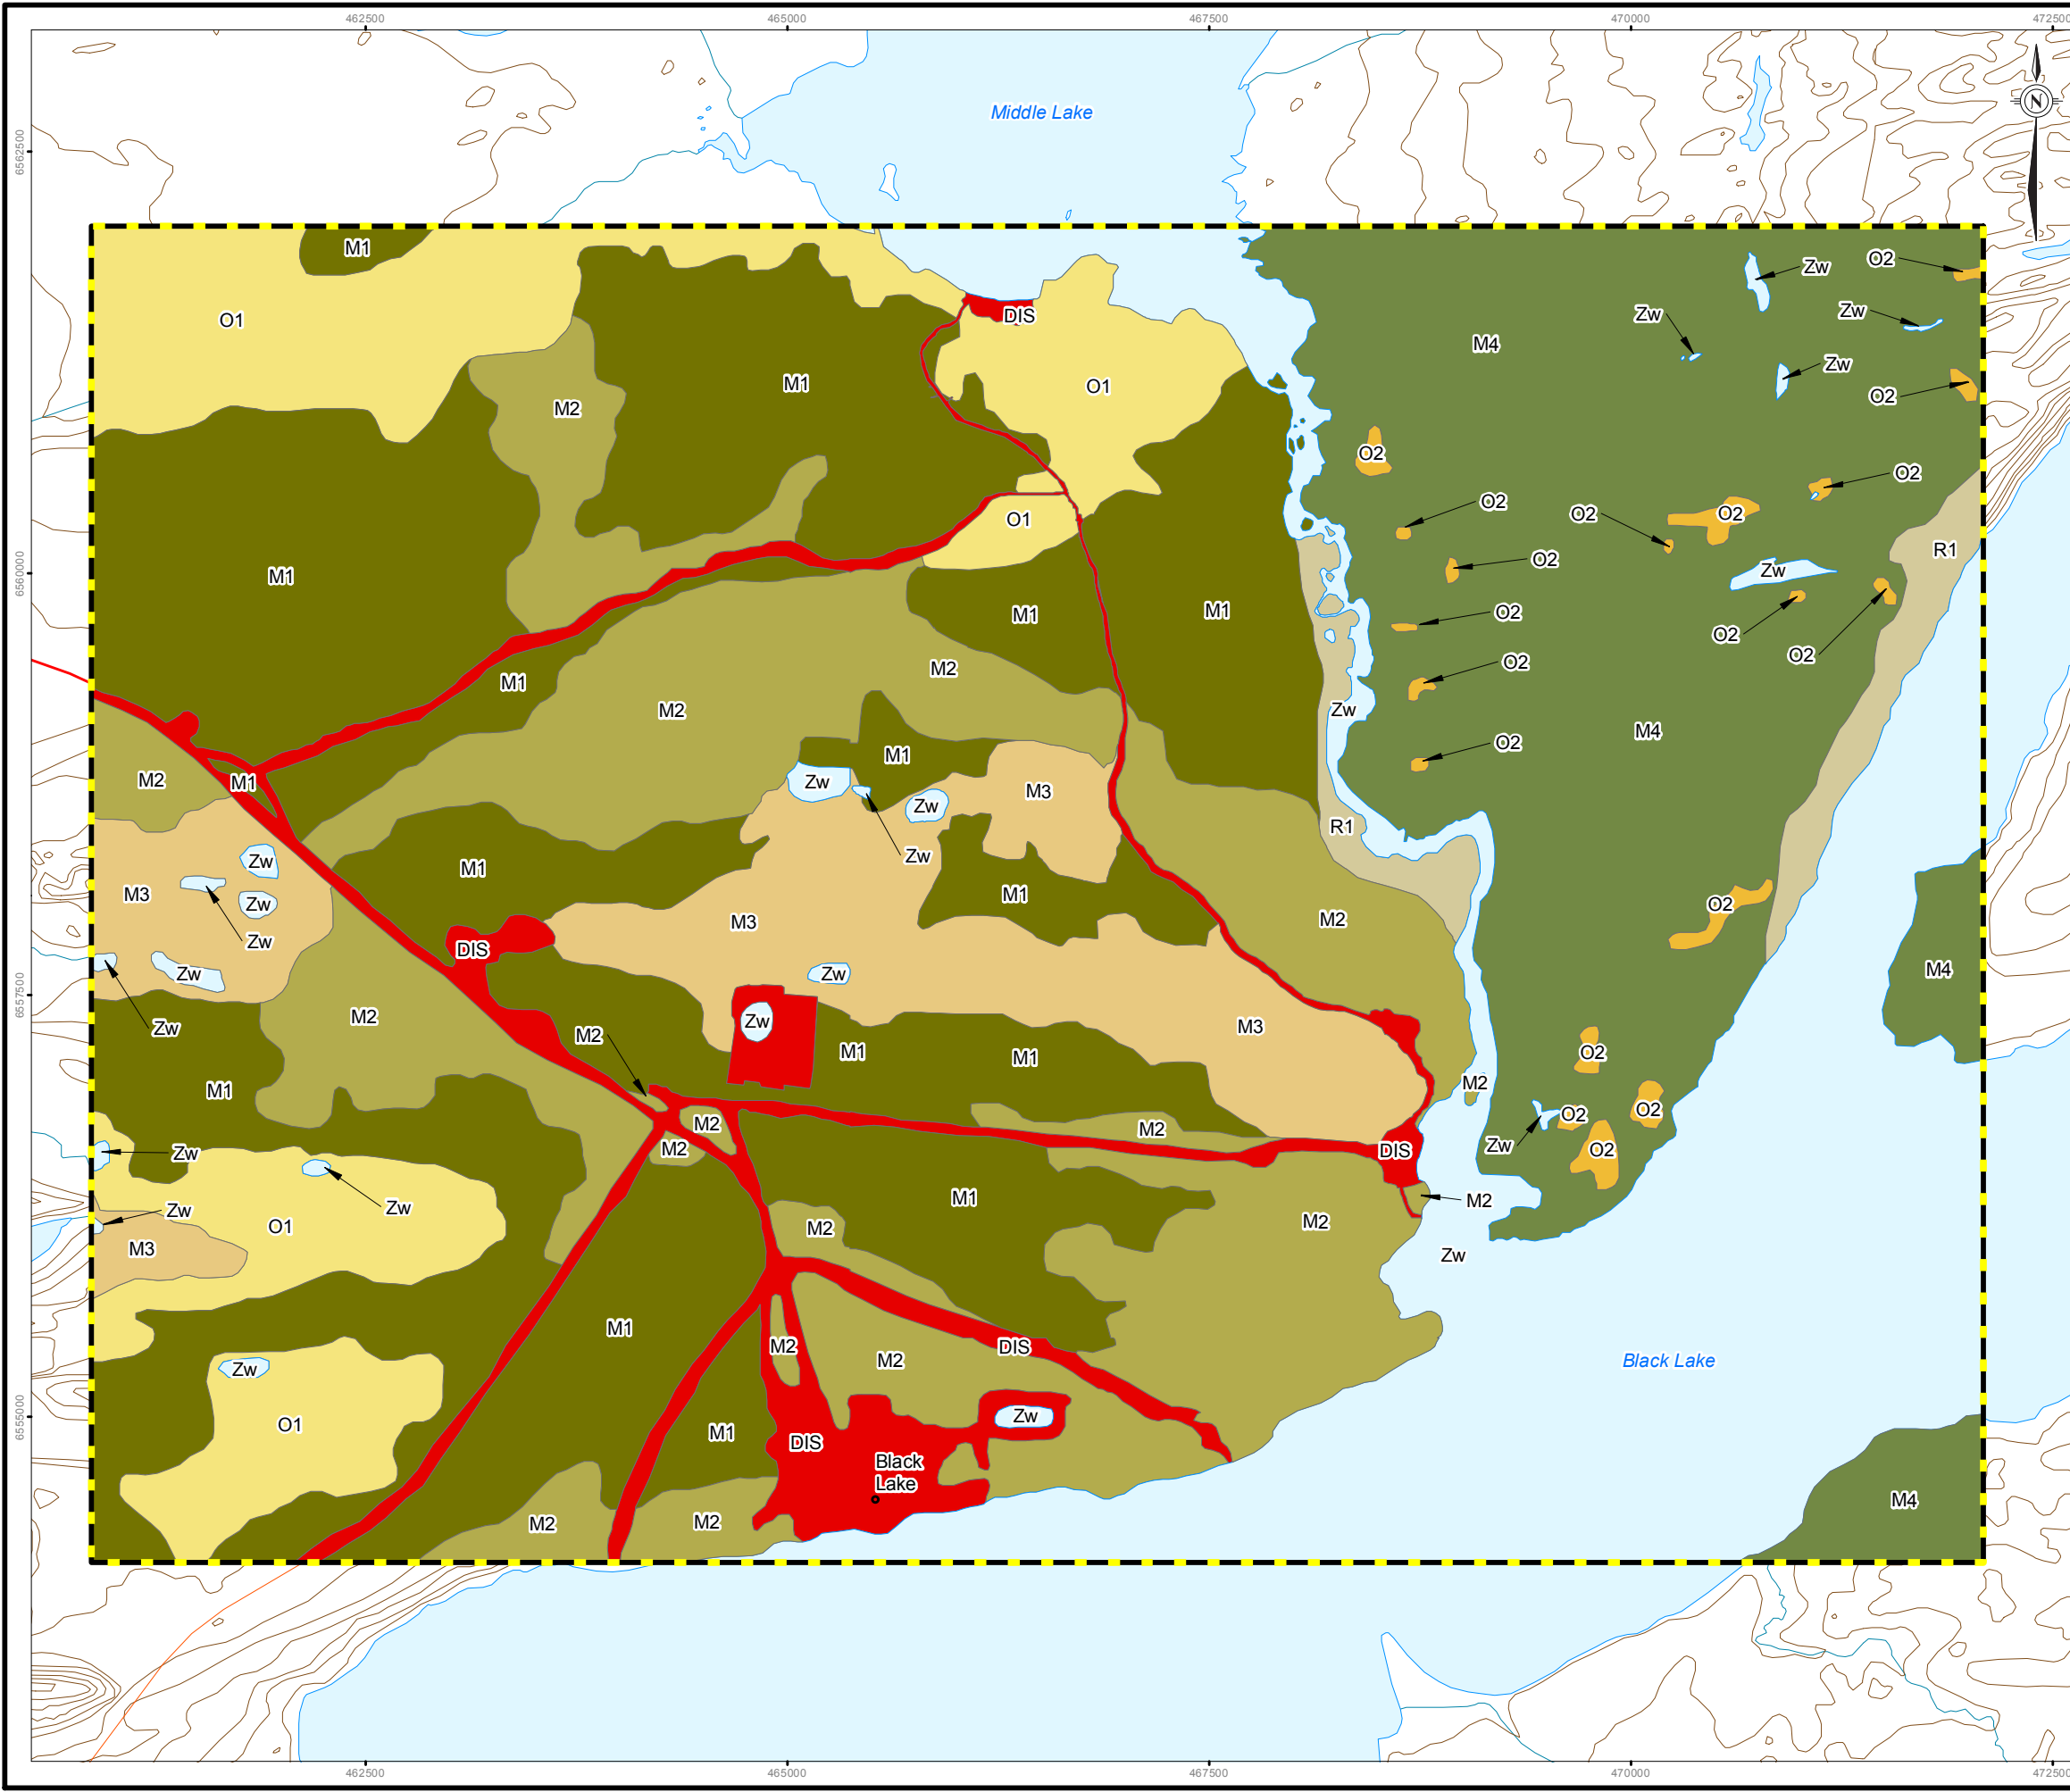 462500 465000 467500 470000 472500
6562500
6560000
6557500
6555000
N
Middle Lake
M1
Zw O2
O1 DIS Zw Zw
M4
M1 O1 Zw
M2 O2
O2
O2
O2 O2 O2
O1
R1
O2
M1 Zw
M1 M1 O2
O2
O2
M2 O2
M1
M2 Zw
M4
M1 O2
M2 M1 Zw M3
Zw
R1
Zw Zw
M1
M3 M1
Zw O2
M3 M2
Zw
DIS
Zw Zw M4
M2 Zw M3
Zw
M2 M1 M1 O2
M1 M2
M2 O2 O2
M2
M2 Zw
Zw DIS O2
Zw M1 M2
Zw M2
O1 M2
M3 Zw
M1
M2 DIS
M2 Black Lake
Zw
Zw
O1 M1 DIS
Black
Lake
M4
M2 M2
462500 465000 467500 470000 472500